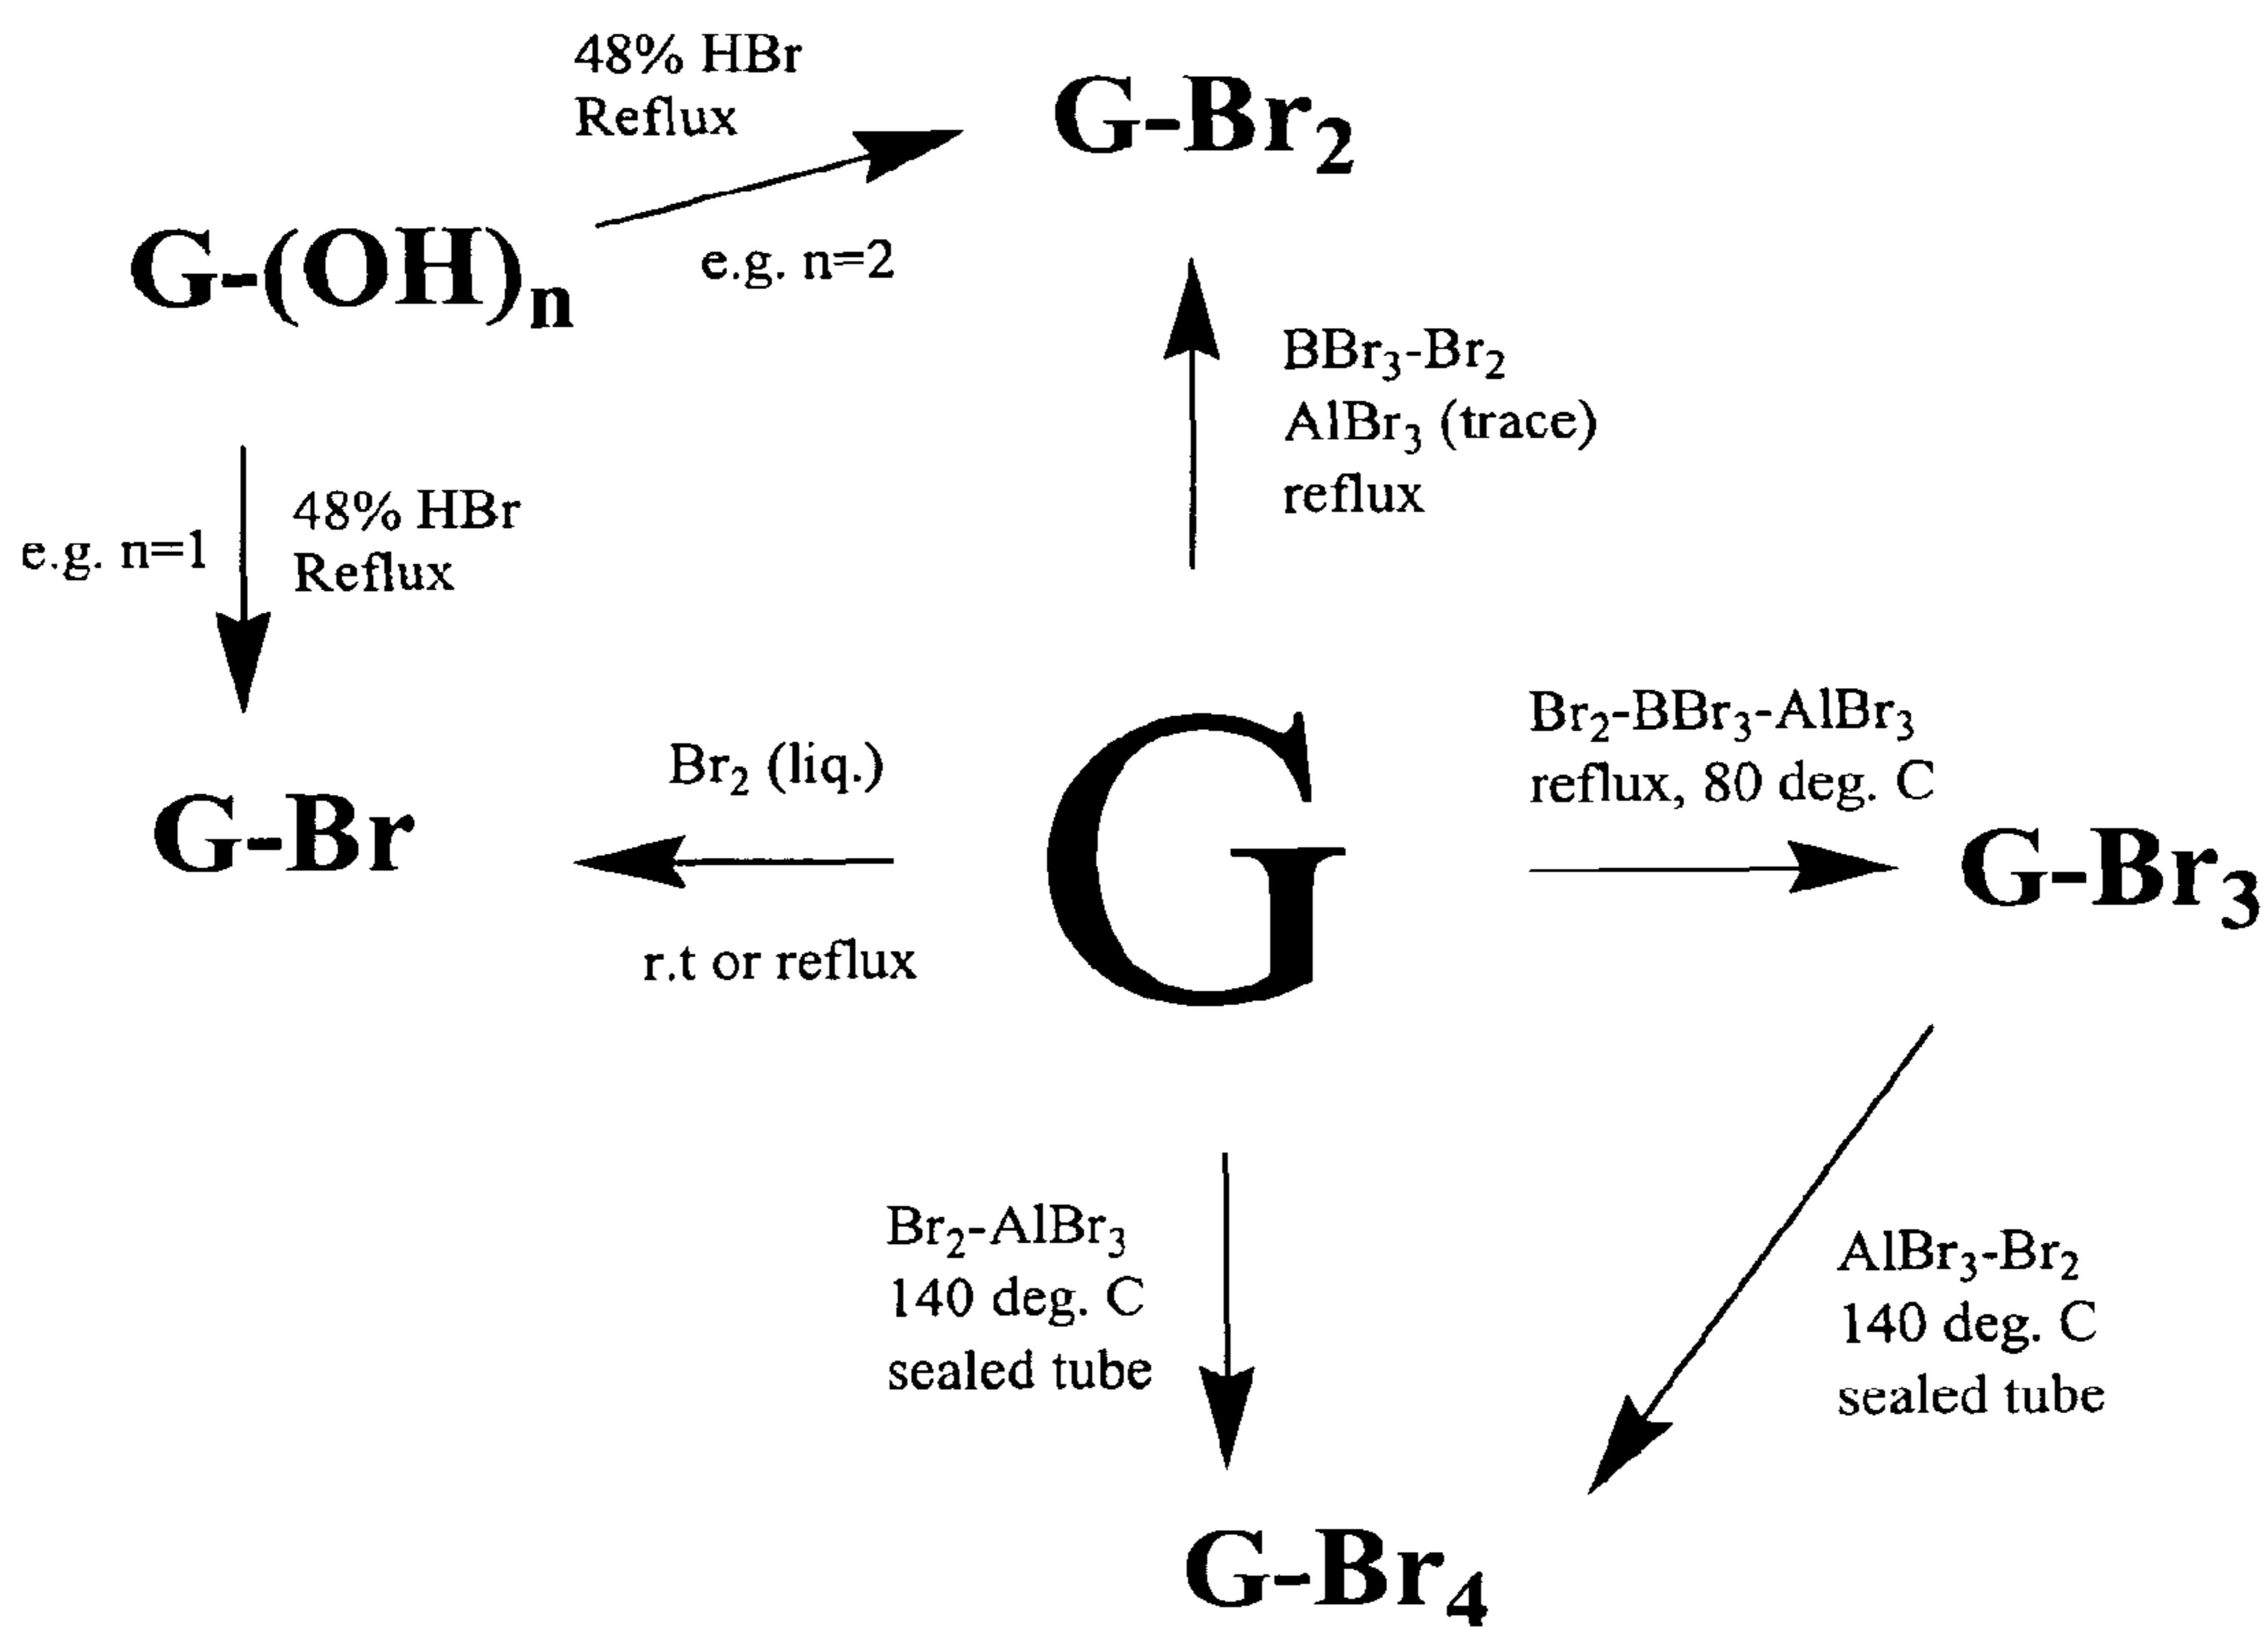 48% HBr
Reflux
G-Br2
G-(OH)n
e.g. n=2
BBr3-Br2
AlBr3 (trace)
reflux
48% HBr
Reflux
e.g. n=1
Br2-BBr3-AlBr3
reflux, 80 deg. C
Br2 (liq.)
G-Br
G
G-Br3
r.t or reflux
Br2-AlBr3
140 deg. C
sealed tube
AlBr3-Br2
140 deg. C
sealed tube
G-Br4